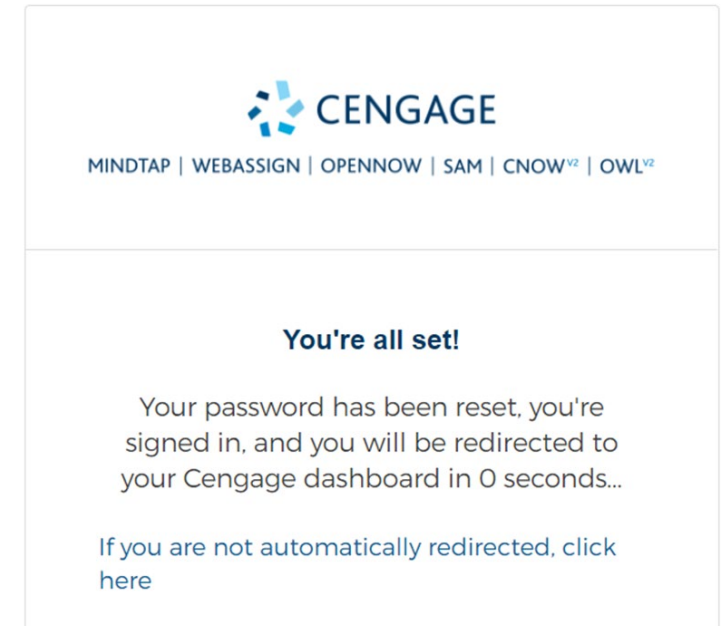 CENGAGE
MINDTAP | WEBASSIGN | OPENNOW | SAM | CNOWV2 | OWLV2
You're all set!
Your password has been reset, you're
signed in, and you will be redirected to
your Cengage dashboard in 0 seconds...
If you are not automatically redirected, click
here